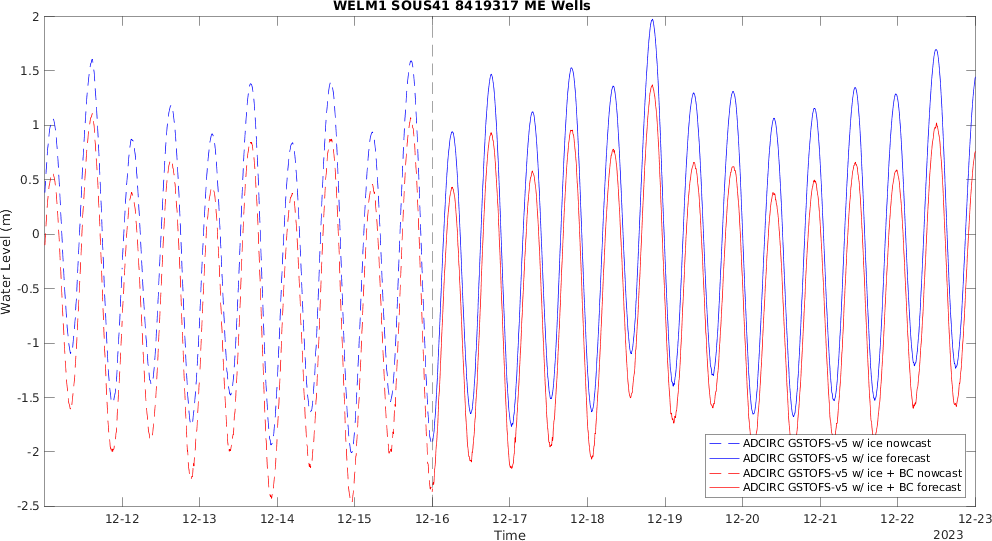 WELM1 SOUS41 8419317 ME Wells
Water Level (m)
2
1.5
1
0.5
0
-0.5
-1
-1.5
-2
-2.5
ADCIRC GSTOFS-v5 w/ ice nowcast
ADCIRC GSTOFS-v5 w/ ice forecast
ADCIRC GSTOFS-v5 w/ ice + BC nowcast
ADCIRC GSTOFS-v5 w/ ice + BC forecast
12-12 12-13 12-14 12-15 12-16 12-17 12-18 12-19 12-20 12-21 12-22 12-23
Time
2023